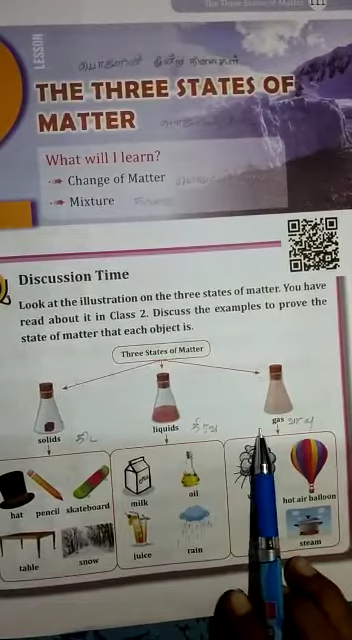 The Three States of Matter 111
LESSON
THE THREE STATES OF
MATTER
What will I learn?
Change of Matter
Mixture
Discussion Time
Look at the illustration on the three states of matter. You have
read about it in Class 2. Discuss the examples to prove the
state of matter that each object is.
Three States of Matter
solids
liquids
gas வாயு
hat pencil skateboard
table snow
MILK
milk oil
juice rain
hot air balloon
steam